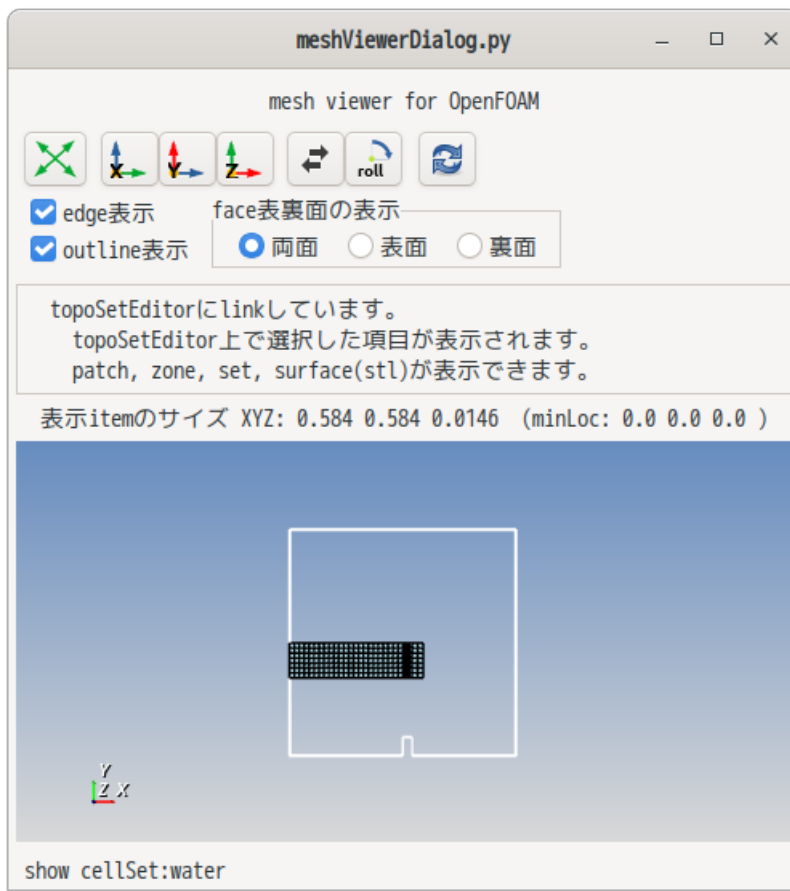 meshViewerDialog.py
mesh viewer for OpenFOAM
X Y Z roll
edge表示 face表裏面の表示
outline表示 両面 表面 裏面
topoSetEditorにlinkしています。
topoSetEditor上で選択した項目が表示されます。
patch, zone, set, surface(stl)が表示できます。
表示itemのサイズ XYZ: 0.584 0.584 0.0146 (minLoc: 0.0 0.0 0.0 )
Y
Z X
show cellSet:water